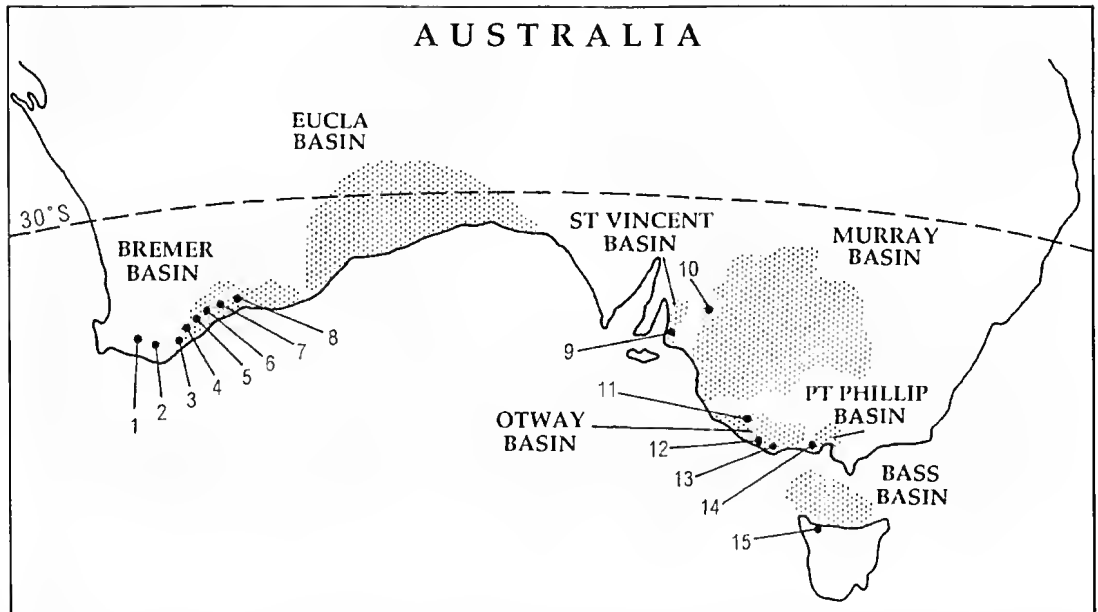 AUSTRALIA
EUCLA
BASIN
30°S
ST VINCENT
BASIN
MURRAY
BASIN
BREMER
BASIN
10
8
7
6
5
4
3
2
1
9
11
PT PHILLIP
BASIN
OTWAY
BASIN
12
13
14
BASS
BASIN
15